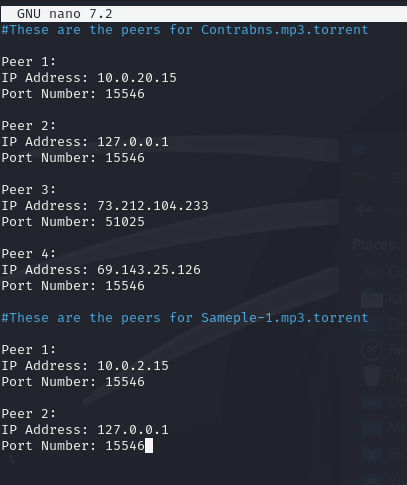 GNU nano 7.2
#These are the peers for Contrabns.mp3.torrent
Peer 1:
IP Address: 10.0.20.15
Port Number: 15546
Peer 2:
IP Address: 127.0.0.1
Port Number: 15546
Peer 3:
IP Address: 73.212.104.233
Port Number: 51025
Peer 4:
IP Address: 69.143.25.126
Port Number: 15546
#These are the peers for Sameple-1.mp3.torrent
Peer 1:
IP Address: 10.0.2.15
Port Number: 15546
Peer 2:
IP Address: 127.0.0.1
Port Number: 15546
File
Places